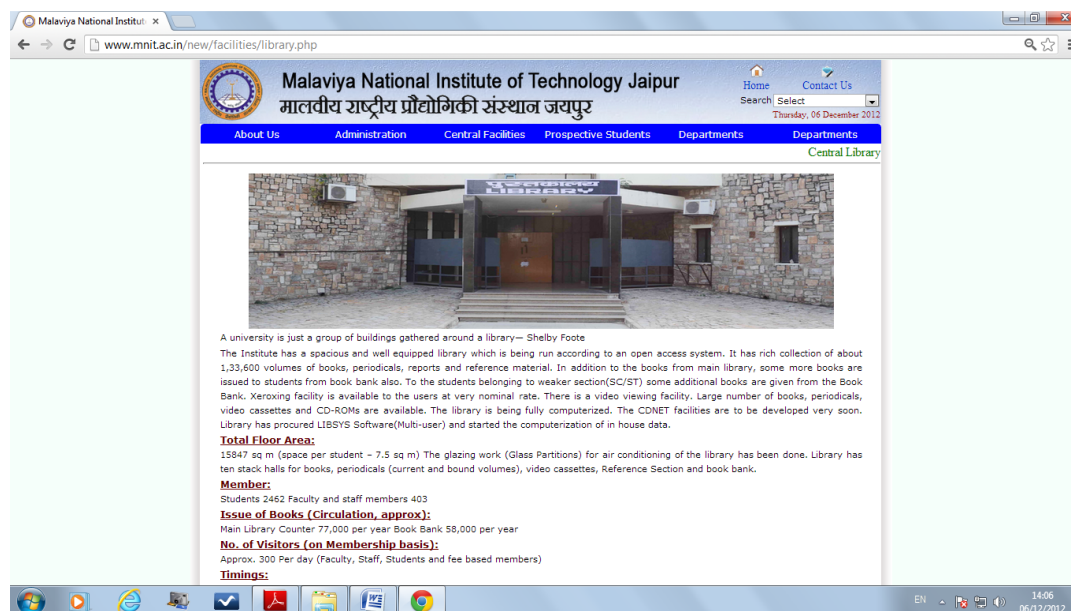 Malaviya National Institut
www.mnit.ac.in/new/facilities/library.php
Malaviya National Institute of Technology Jaipur
मालवीय राष्ट्रीय प्रौद्योगिकी संस्थान जयपुर
Home Contact Us
Search Select
Thursday, 06 December 2012
About Us Administration Central Facilities Prospective Students Departments Departments
Central Library
पुस्तकालय
LIBRARY
A university is just a group of buildings gathered around a library— Shelby Foote
The Institute has a spacious and well equipped library which is being run according to an open access system. It has rich collection of about
1,33,600 volumes of books, periodicals, reports and reference material. In addition to the books from main library, some more books are
issued to students from book bank also. To the students belonging to weaker section(SC/ST) some additional books are given from the Book
Bank. Xeroxing facility is available to the users at very nominal rate. There is a video viewing facility. Large number of books, periodicals,
video cassettes and CD-ROMs are available. The library is being fully computerized. The CDNET facilities are to be developed very soon.
Library has procured LIBSYS Software(Multi-user) and started the computerization of in house data.
Total Floor Area:
15847 sq m (space per student – 7.5 sq m) The glazing work (Glass Partitions) for air conditioning of the library has been done. Library has
ten stack halls for books, periodicals (current and bound volumes), video cassettes, Reference Section and book bank.
Member:
Students 2462 Faculty and staff members 403
Issue of Books (Circulation, approx):
Main Library Counter 77,000 per year Book Bank 58,000 per year
No. of Visitors (on Membership basis):
Approx. 300 Per day (Faculty, Staff, Students and fee based members)
Timings:
EN 14:06
06/12/2012